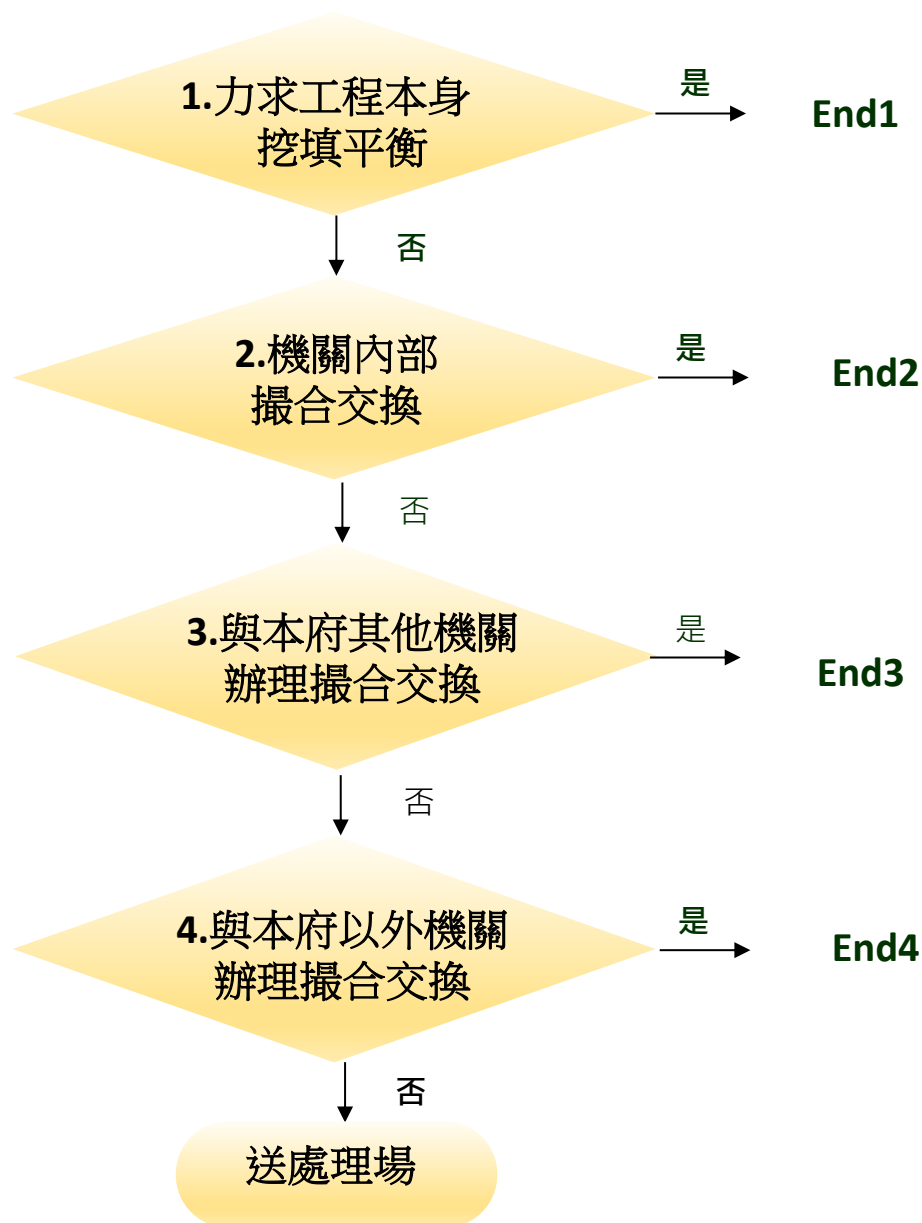 1.力求工程本身
挖填平衡
是
End1
否
2.機關內部
撮合交換
是
End2
否
3.與本府其他機關
辦理撮合交換
是
End3
否
4.與本府以外機關
辦理撮合交換
是
End4
否
送處理場